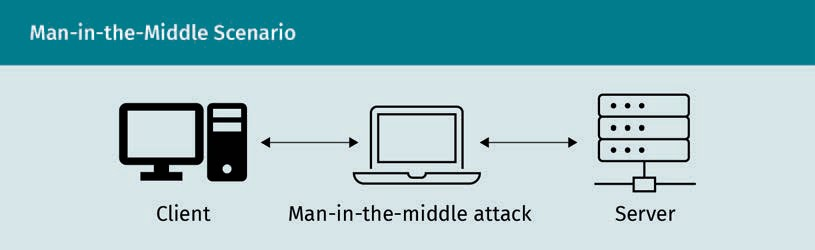 Man-in-the-Middle Scenario
Client
Man-in-the-middle attack
Server